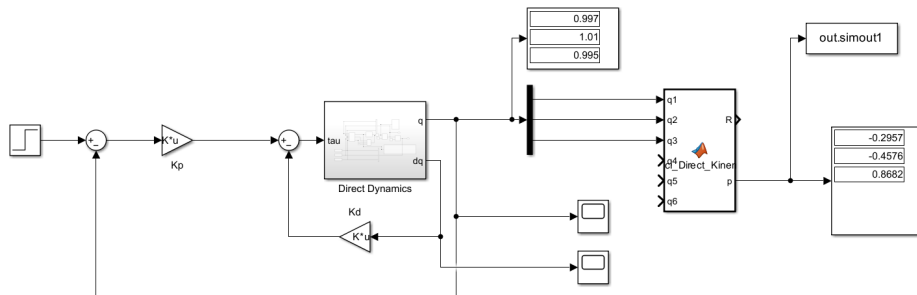 0.997
1.01
0.995
out.simout1
q1
q2
q3
q4
q5
q6
R
p
ct_Direct_Kinem
-0.2957
-0.4576
0.8682
+
−
K*u
Kp
+
−
tau
q
dq
Direct Dynamics
Kd
K*u